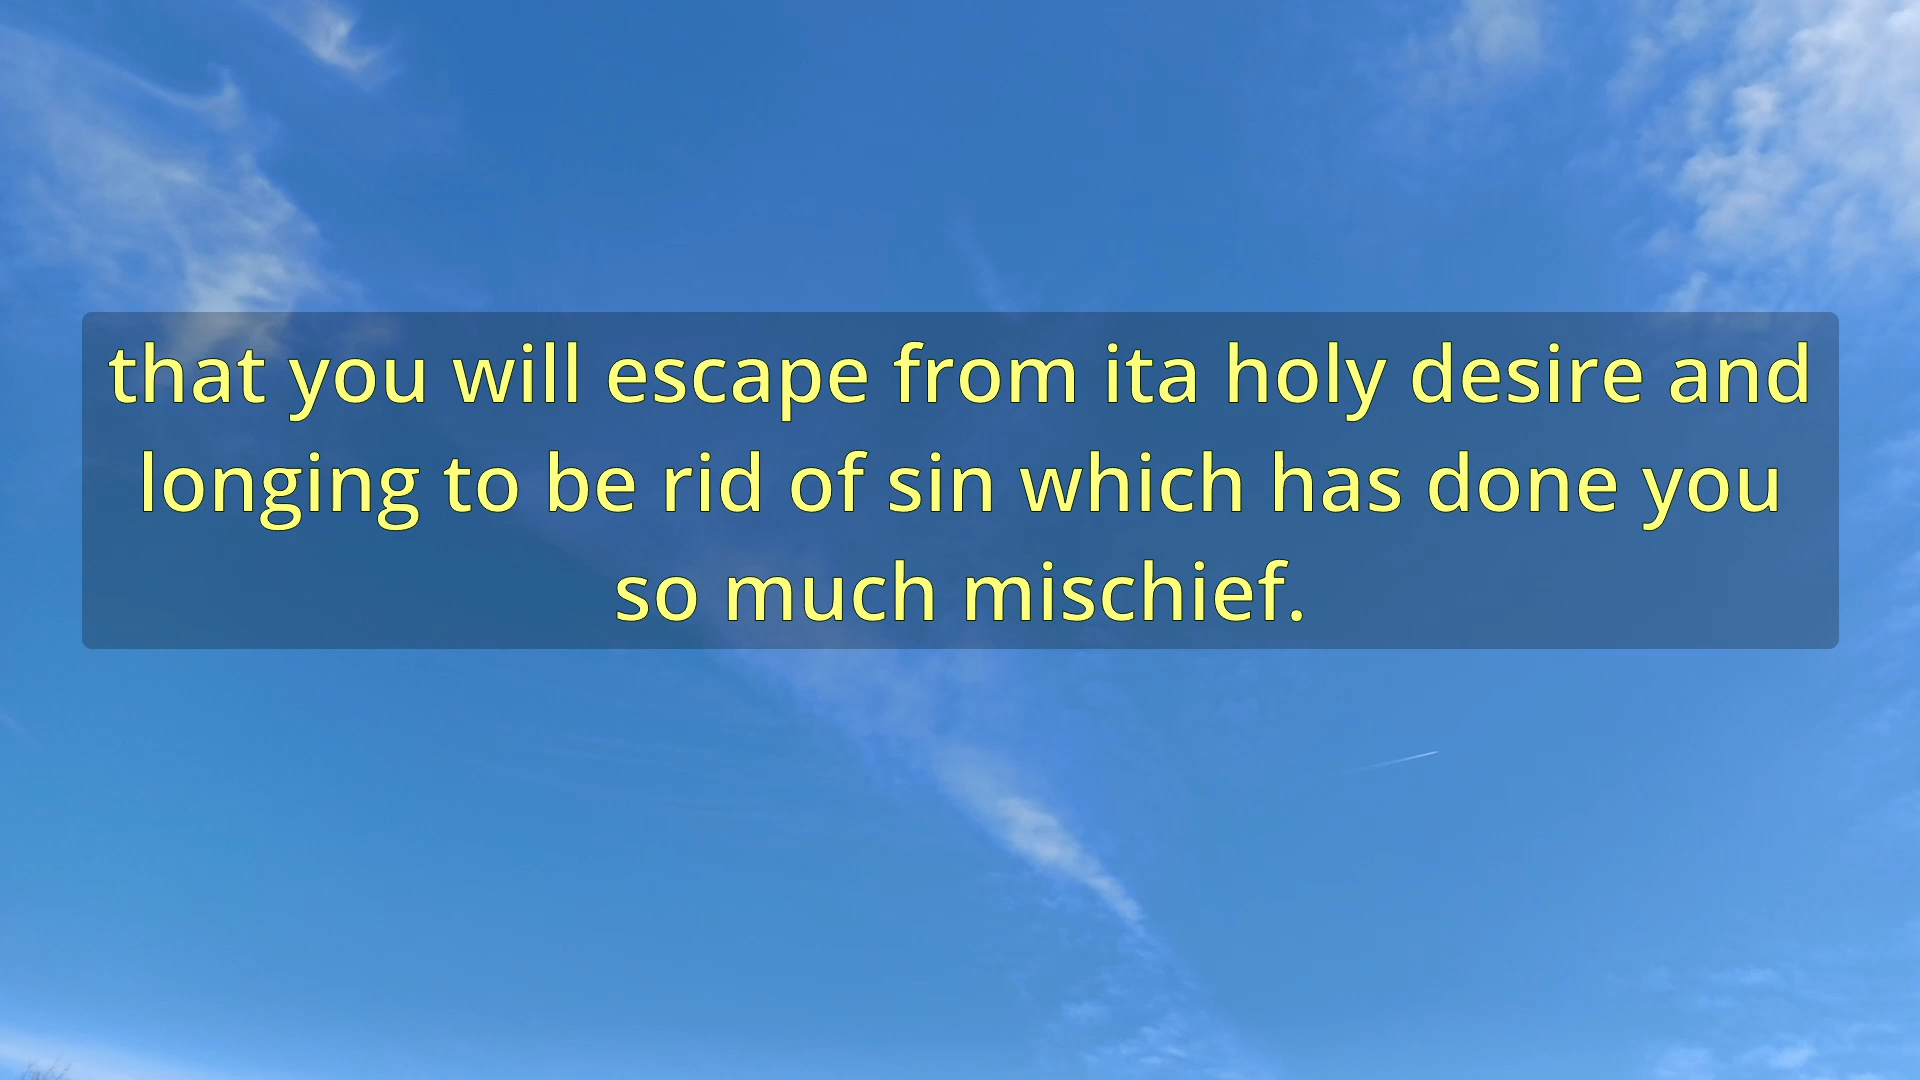 that you will escape from ita holy desire and
longing to be rid of sin which has done you
so much mischief.